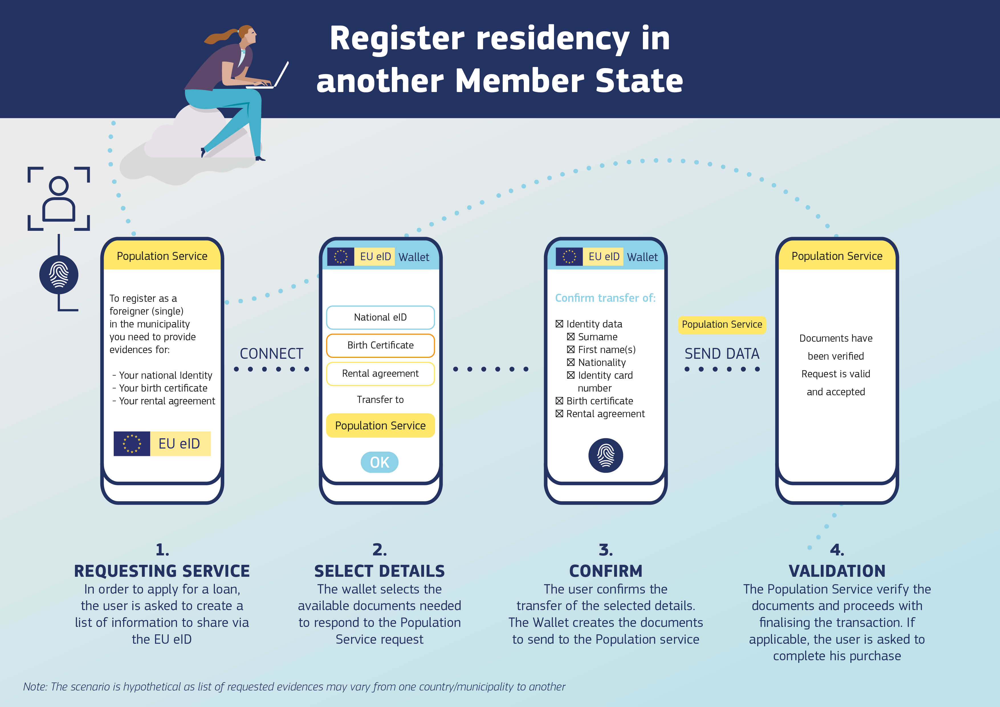 Register residency in
another Member State
Population Service
To register as a
foreigner (single)
in the municipality
you need to provide
evidences for:
- Your national Identity
- Your birth certificate
- Your rental agreement
EU eID
CONNECT
EU eID Wallet
National eID
Birth Certificate
Rental agreement
Transfer to
Population Service
OK
EU eID Wallet
Confirm transfer of:
☒ Identity data
☒ Surname
☒ First name(s)
☒ Nationality
☒ Identity card
number
☒ Birth certificate
☒ Rental agreement
Population Service
SEND DATA
Population Service
Documents have
been verified
Request is valid
and accepted
1.
REQUESTING SERVICE
In order to apply for a loan,
the user is asked to create a
list of information to share via
the EU eID
2.
SELECT DETAILS
The wallet selects the
available documents needed
to respond to the Population
Service request
3.
CONFIRM
The user confirms the
transfer of the selected details.
The Wallet creates the documents
to send to the Population service
4.
VALIDATION
The Population Service verify the
documents and proceeds with
finalising the transaction. If
applicable, the user is asked to
complete his purchase
Note: The scenario is hypothetical as list of requested evidences may vary from one country/municipality to another